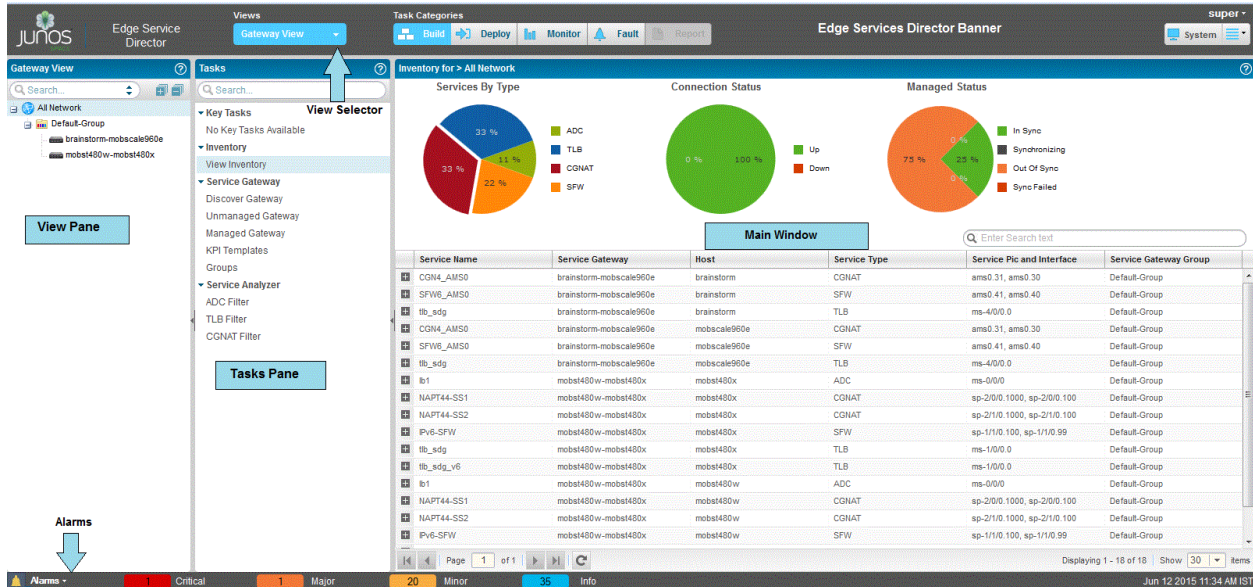 JUNOS
Edge Service Director
Views
Gateway View
Task Categories
Build Deploy Monitor Fault Report
Edge Services Director Banner
super
System
Gateway View
Search...
All Network
Default-Group
brainstorm-mobscale960e
mobst480w-mobst480x
View Pane
Tasks
Search...
View Selector
Key Tasks
No Key Tasks Available
Inventory
View Inventory
Service Gateway
Discover Gateway
Unmanaged Gateway
Managed Gateway
KPI Templates
Groups
Service Analyzer
ADC Filter
TLB Filter
CGNAT Filter
Tasks Pane
Inventory for > All Network
Services By Type
33 %
11 %
22 %
33 %
ADC
TLB
CGNAT
SFW
Connection Status
0 % 100 %
Up
Down
Managed Status
0 %
75 % 25 %
0 %
In Sync
Synchronizing
Out Of Sync
Sync Failed
Main Window
Enter Search text
Service Name Service Gateway Host Service Type Service Pic and Interface Service Gateway Group
CGN4_AMS0 brainstorm-mobscale960e brainstorm CGNAT ams0.31, ams0.30 Default-Group
SFW6_AMS0 brainstorm-mobscale960e brainstorm SFW ams0.41, ams0.40 Default-Group
tlb_sdg brainstorm-mobscale960e brainstorm TLB ms-4/0/0.0 Default-Group
CGN4_AMS0 brainstorm-mobscale960e mobscale960e CGNAT ams0.31, ams0.30 Default-Group
SFW6_AMS0 brainstorm-mobscale960e mobscale960e SFW ams0.41, ams0.40 Default-Group
tlb_sdg brainstorm-mobscale960e mobscale960e TLB ms-4/0/0.0 Default-Group
lb1 mobst480w-mobst480x mobst480x ADC ms-0/0/0 Default-Group
NAPT44-SS1 mobst480w-mobst480x mobst480x CGNAT sp-2/0/0.1000, sp-2/0/0.100 Default-Group
NAPT44-SS2 mobst480w-mobst480x mobst480x CGNAT sp-2/1/0.1000, sp-2/1/0.100 Default-Group
IPv6-SFW mobst480w-mobst480x mobst480x SFW sp-1/1/0.100, sp-1/1/0.99 Default-Group
tlb_sdg mobst480w-mobst480x mobst480x TLB ms-1/0/0.0 Default-Group
tlb_sdg_v6 mobst480w-mobst480x mobst480x TLB ms-1/0/0.0 Default-Group
lb1 mobst480w-mobst480x mobst480w ADC ms-0/0/0 Default-Group
NAPT44-SS1 mobst480w-mobst480x mobst480w CGNAT sp-2/0/0.1000, sp-2/0/0.100 Default-Group
NAPT44-SS2 mobst480w-mobst480x mobst480w CGNAT sp-2/1/0.1000, sp-2/1/0.100 Default-Group
IPv6-SFW mobst480w-mobst480x mobst480w SFW sp-1/1/0.100, sp-1/1/0.99 Default-Group
Page 1 of 1 Displaying 1 - 18 of 18 Show 30 items
Alarms
Alarms 1 Critical 1 Major 20 Minor 35 Info Jun 12 2015 11:34 AM IST